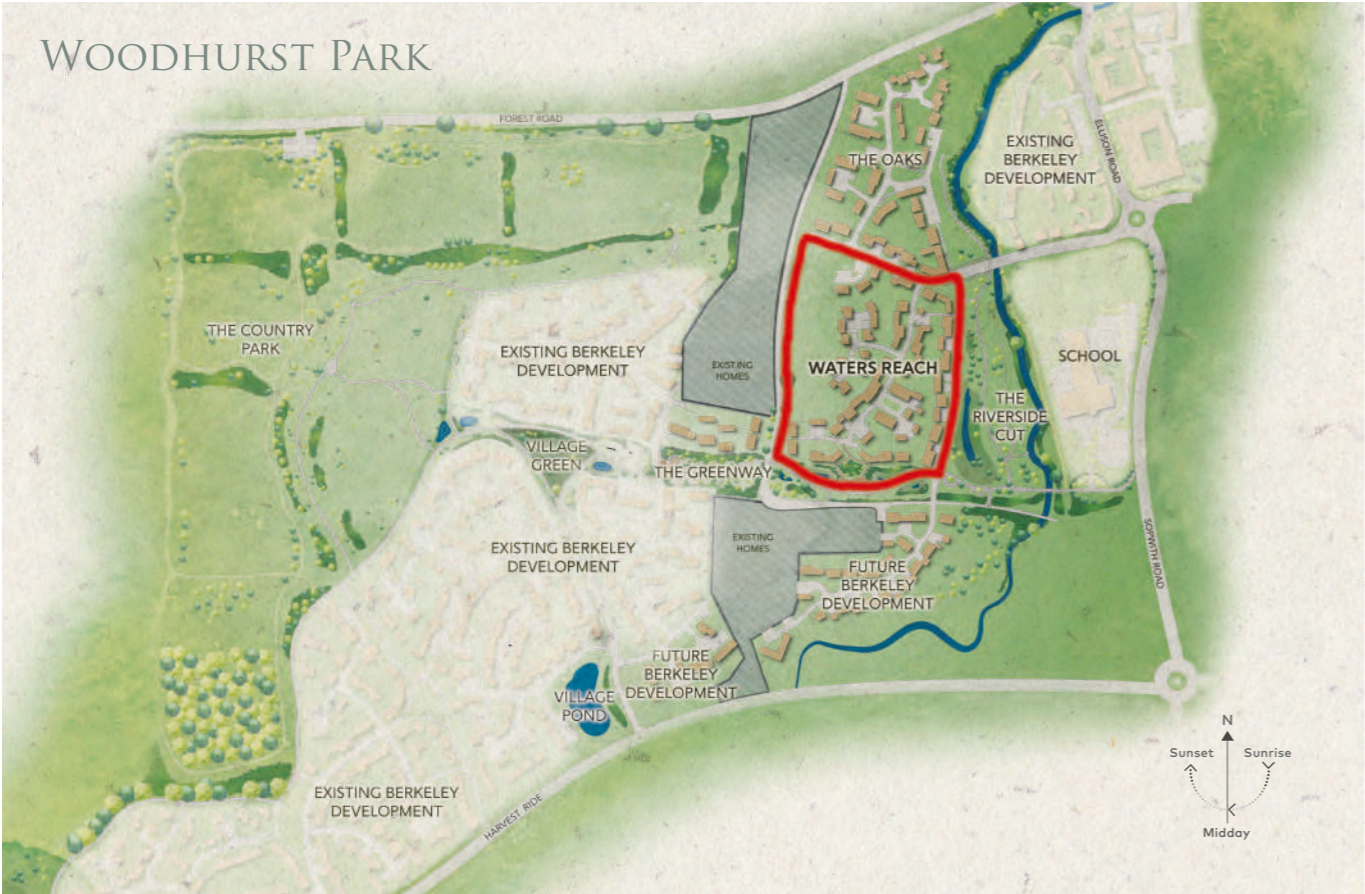 WOODHURST PARK
FOREST ROAD
THE OAKS
EXISTING
BERKELEY
DEVELOPMENT
ELLISON ROAD
THE COUNTRY
PARK
EXISTING BERKELEY
DEVELOPMENT
EXISTING
HOMES
WATERS REACH
SCHOOL
THE
RIVERSIDE
CUT
VILLAGE
GREEN
THE GREENWAY
EXISTING BERKELEY
DEVELOPMENT
EXISTING
HOMES
FUTURE
BERKELEY
DEVELOPMENT
SOPWITH ROAD
FUTURE
BERKELEY
DEVELOPMENT
VILLAGE
POND
EXISTING BERKELEY
DEVELOPMENT
HARVEST RIDE
N
Sunset
Sunrise
Midday